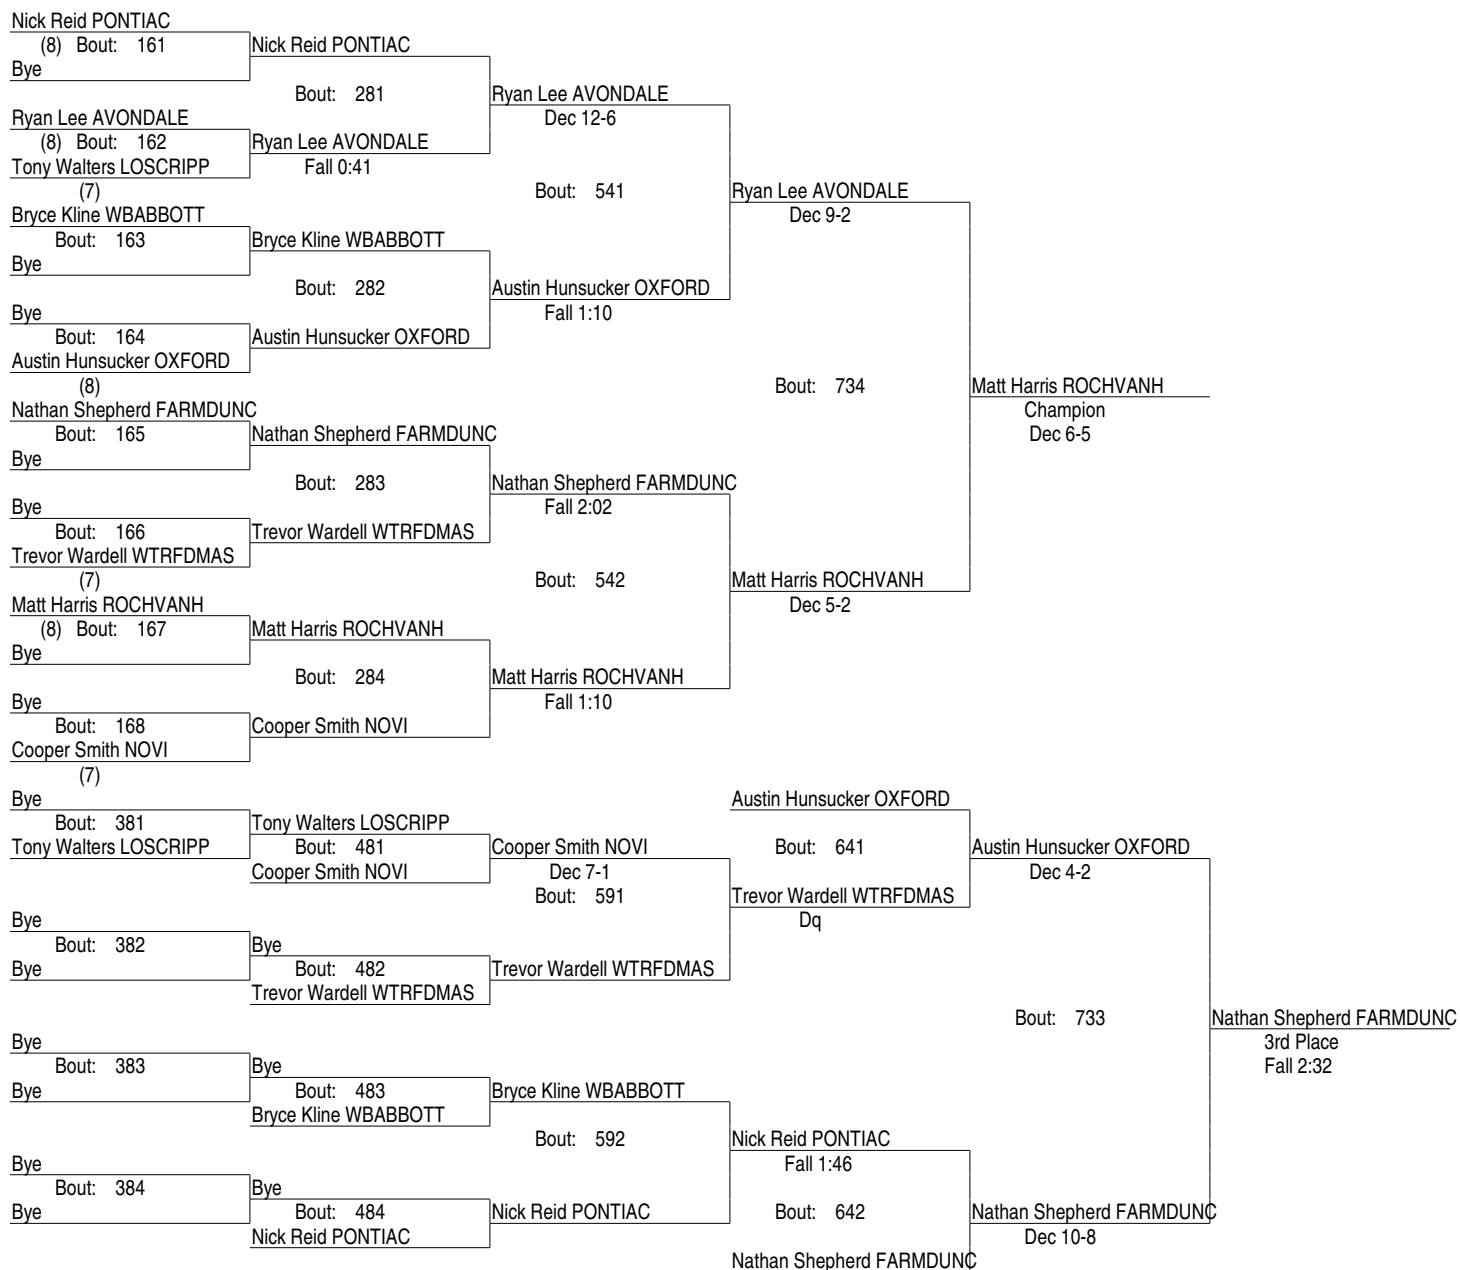 Nick Reid PONTIAC
(8) Bout: 161 Nick Reid PONTIAC
Bye
Bout: 281 Ryan Lee AVONDALE
Ryan Lee AVONDALE Dec 12-6
(8) Bout: 162 Ryan Lee AVONDALE
Tony Walters LOSCRIPP Fall 0:41
(7) Bout: 541 Ryan Lee AVONDALE
Bryce Kline WBABBOTT Dec 9-2
Bout: 163 Bryce Kline WBABBOTT
Bye
Bout: 282 Austin Hunsucker OXFORD
Bye Fall 1:10
Bout: 164 Austin Hunsucker OXFORD
Austin Hunsucker OXFORD
(8) Bout: 734 Matt Harris ROCHVANH
Nathan Shepherd FARMDUNC Champion
Bout: 165 Nathan Shepherd FARMDUNC Dec 6-5
Bye
Bout: 283 Nathan Shepherd FARMDUNC
Bye Fall 2:02
Bout: 166 Trevor Wardell WTRFDMAS
Trevor Wardell WTRFDMAS
(7) Bout: 542 Matt Harris ROCHVANH
Matt Harris ROCHVANH Dec 5-2
(8) Bout: 167 Matt Harris ROCHVANH
Bye
Bout: 284 Matt Harris ROCHVANH
Bye Fall 1:10
Bout: 168 Cooper Smith NOVI
Cooper Smith NOVI
(7)
Bye Austin Hunsucker OXFORD
Bout: 381 Tony Walters LOSCRIPP
Tony Walters LOSCRIPP Bout: 481 Cooper Smith NOVI Bout: 641 Austin Hunsucker OXFORD
Cooper Smith NOVI Dec 7-1 Dec 4-2
Bout: 591 Trevor Wardell WTRFDMAS
Bye Dq
Bout: 382 Bye
Bye Bout: 482 Trevor Wardell WTRFDMAS
Trevor Wardell WTRFDMAS
Bout: 733 Nathan Shepherd FARMDUNC
Bye 3rd Place
Bout: 383 Bye Fall 2:32
Bye Bout: 483 Bryce Kline WBABBOTT
Bryce Kline WBABBOTT
Bout: 592 Nick Reid PONTIAC
Bye Fall 1:46
Bout: 384 Bye
Bye Bout: 484 Nick Reid PONTIAC Bout: 642 Nathan Shepherd FARMDUNC
Nick Reid PONTIAC Dec 10-8
Nathan Shepherd FARMDUNC